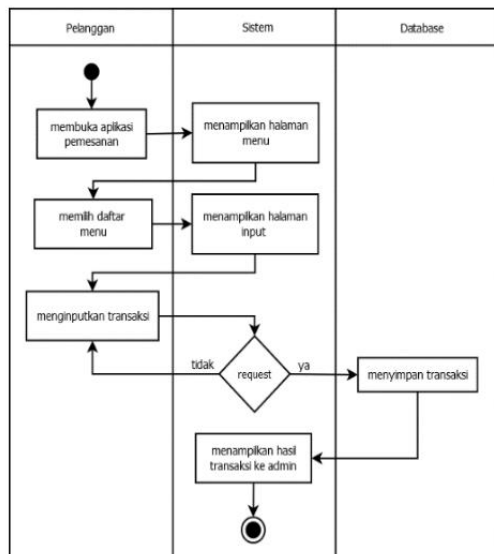 Pelanggan
Sistem
Database
membuka aplikasi
pemesanan
menampilkan halaman
menu
memilih daftar
menu
menampilkan halaman
input
menginputkan transaksi
tidak
request
ya
menyimpan transaksi
menampilkan hasil
transaksi ke admin